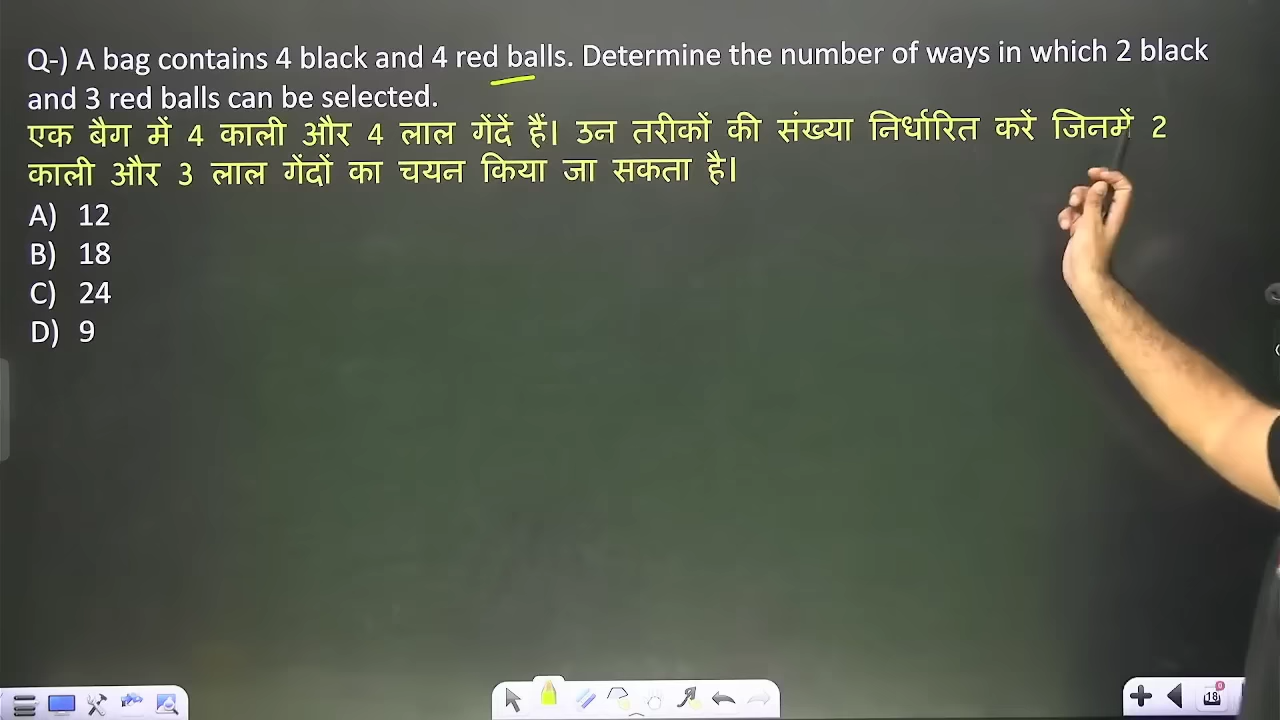 Q-) A bag contains 4 black and 4 red balls. Determine the number of ways in which 2 black
and 3 red balls can be selected.
एक बैग में 4 काली और 4 लाल गेंदें हैं। उन तरीकों की संख्या निर्धारित करें जिनमें 2
काली और 3 लाल गेंदों का चयन किया जा सकता है।
A) 12
B) 18
C) 24
D) 9
18